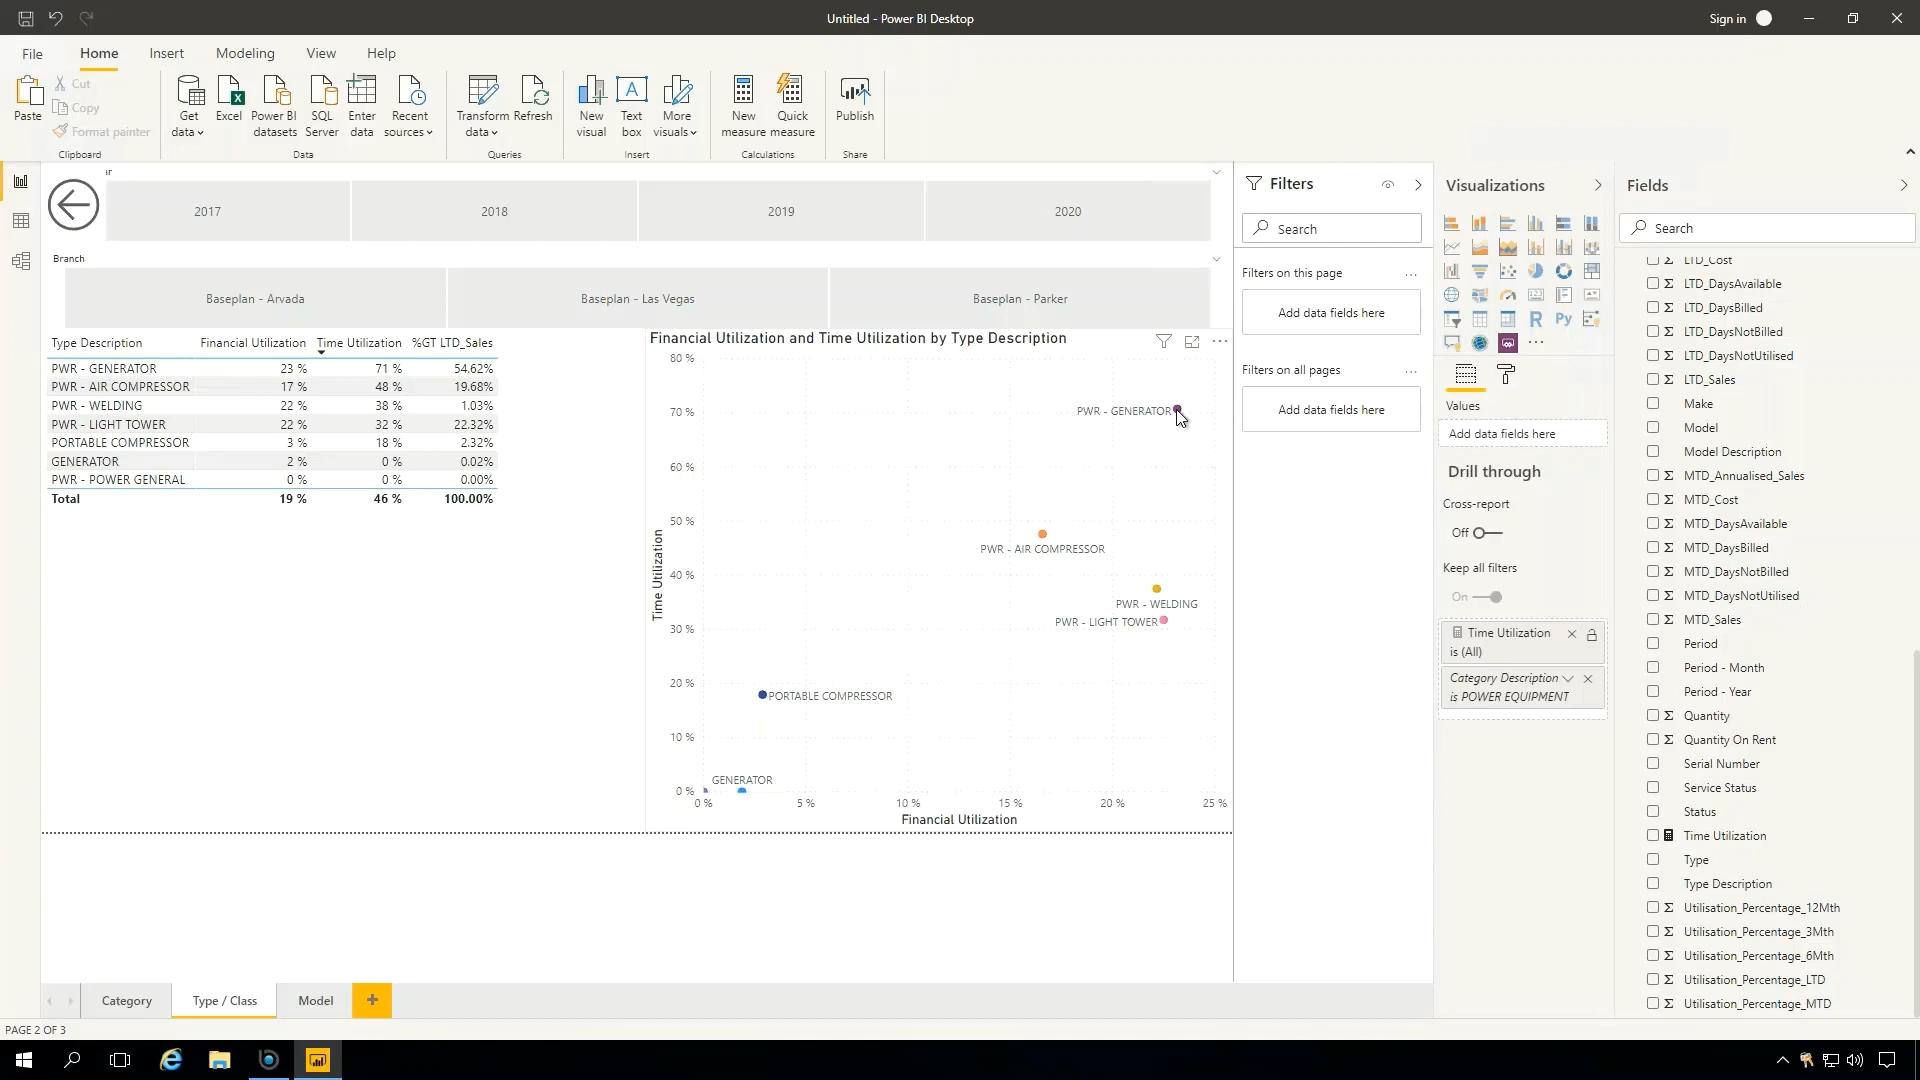 Untitled - Power BI Desktop
Sign in
File Home Insert Modeling View Help
Paste
Cut
Copy
Format painter
Clipboard
Get data
Excel
Power BI datasets
SQL Server
Enter data
Recent sources
Data
Transform data
Refresh
Queries
New visual
Text box
More visuals
Insert
New measure
Quick measure
Calculations
Publish
Share
ar
2017 2018 2019 2020
Branch
Baseplan - Arvada Baseplan - Las Vegas Baseplan - Parker
Type Description Financial Utilization Time Utilization %GT LTD_Sales
PWR - GENERATOR 23 % 71 % 54.62%
PWR - AIR COMPRESSOR 17 % 48 % 19.68%
PWR - WELDING 22 % 38 % 1.03%
PWR - LIGHT TOWER 22 % 32 % 22.32%
PORTABLE COMPRESSOR 3 % 18 % 2.32%
GENERATOR 2 % 0 % 0.02%
PWR - POWER GENERAL 0 % 0 % 0.00%
Total 19 % 46 % 100.00%
Financial Utilization and Time Utilization by Type Description
80 %
70 %
60 %
50 %
40 %
30 %
20 %
10 %
0 %
Time Utilization
PWR - GENERATOR
PWR - AIR COMPRESSOR
PWR - WELDING
PWR - LIGHT TOWER
PORTABLE COMPRESSOR
GENERATOR
0 % 5 % 10 % 15 % 20 % 25 %
Financial Utilization
Filters
Search
Filters on this page
Add data fields here
Filters on all pages
Add data fields here
Visualizations
R
Py
123
Values
Add data fields here
Drill through
Cross-report
Off
Keep all filters
On
Time Utilization
is (All)
Category Description
is POWER EQUIPMENT
Fields
Search
LTD_Cost
LTD_DaysAvailable
LTD_DaysBilled
LTD_DaysNotBilled
LTD_DaysNotUtilised
LTD_Sales
Make
Model
Model Description
MTD_Annualised_Sales
MTD_Cost
MTD_DaysAvailable
MTD_DaysBilled
MTD_DaysNotBilled
MTD_DaysNotUtilised
MTD_Sales
Period
Period - Month
Period - Year
Quantity
Quantity On Rent
Serial Number
Service Status
Status
Time Utilization
Type
Type Description
Utilisation_Percentage_12Mth
Utilisation_Percentage_3Mth
Utilisation_Percentage_6Mth
Utilisation_Percentage_LTD
Utilisation_Percentage_MTD
Category Type / Class Model +
PAGE 2 OF 3